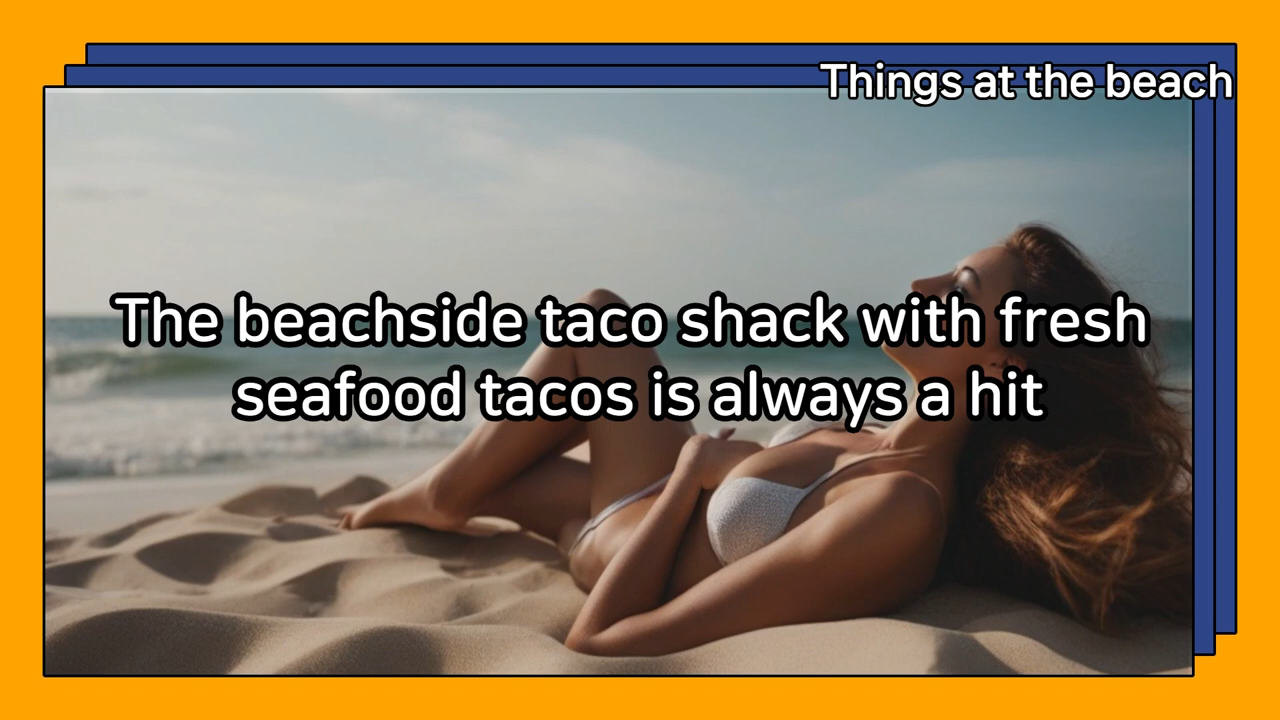 Things at the beach
The beachside taco shack with fresh
seafood tacos is always a hit